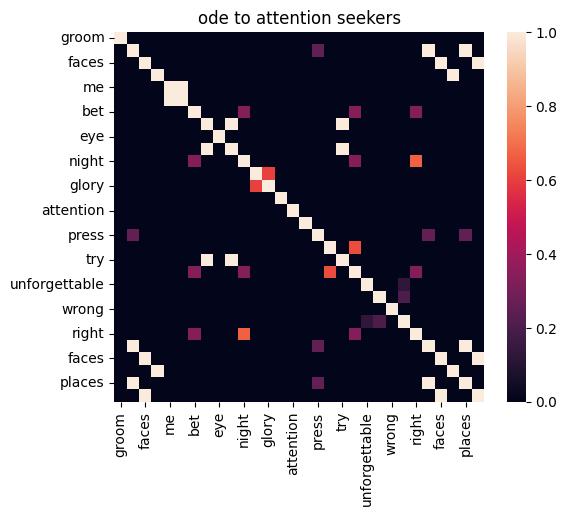 ode to attention seekers
groom
faces
me
bet
eye
night
glory
attention
press
try
unforgettable
wrong
right
faces
places
1.0
0.8
0.6
0.4
0.2
0.0
groom
faces
me
bet
eye
night
glory
attention
press
try
unforgettable
wrong
right
faces
places